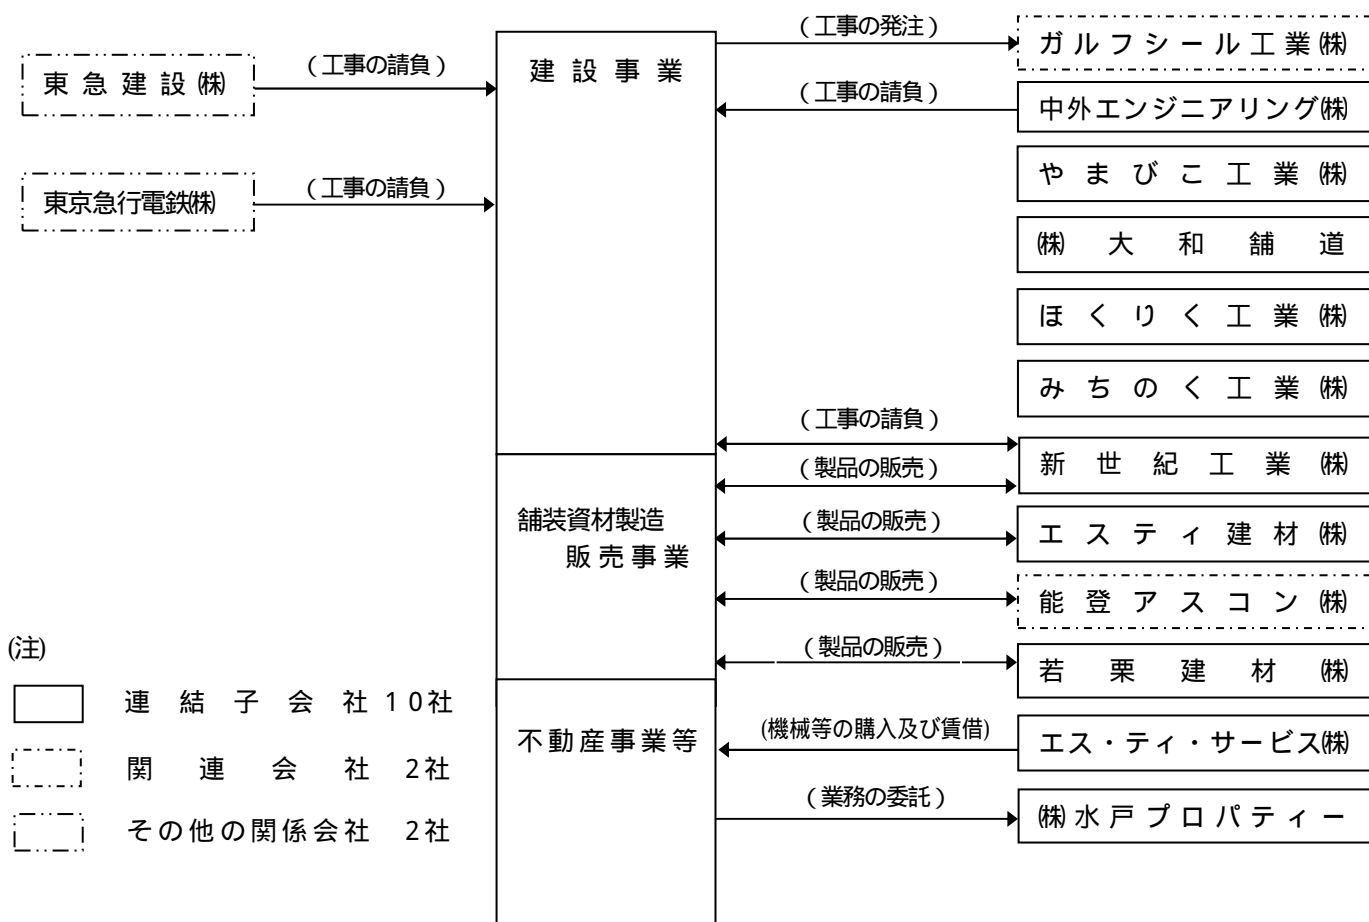 東急建設㈱
(工事の請負)
東京急行電鉄㈱
(工事の請負)
建設事業
舗装資材製造
販売事業
不動産事業等
(工事の発注)
ガルフシール工業㈱
(工事の請負)
中外エンジニアリング㈱
やまびこ工業㈱
㈱大和舗道
ほくりく工業㈱
みちのく工業㈱
(工事の請負)
新世紀工業㈱
(製品の販売)
(製品の販売)
エスティ建材㈱
(製品の販売)
能登アスコン㈱
(製品の販売)
若栗建材㈱
(機械等の購入及び賃借)
エス・ティ・サービス㈱
(業務の委託)
㈱水戸プロパティー
(注)
連結子会社 10社
関連会社 2社
その他の関係会社 2社